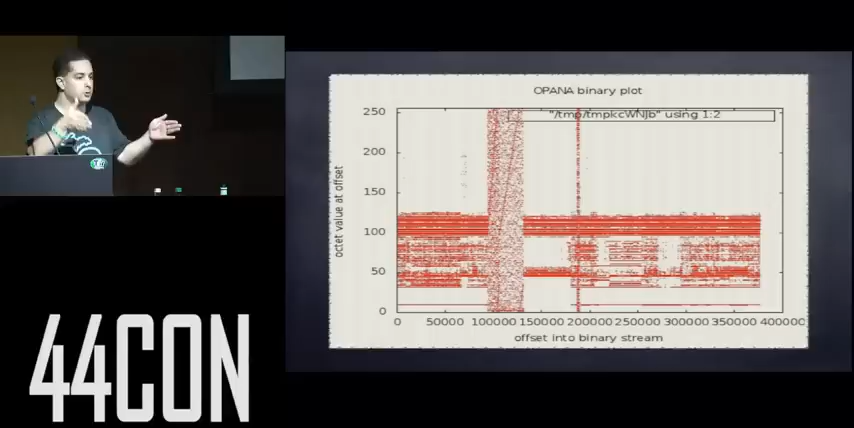 OPANA binary plot
250
"/tmp/tmpkcWNjb" using 1:2
200
octet value at offset
150
100
50
0
0 50000 100000 150000 200000 250000 300000 350000 400000
offset into binary stream
44CON